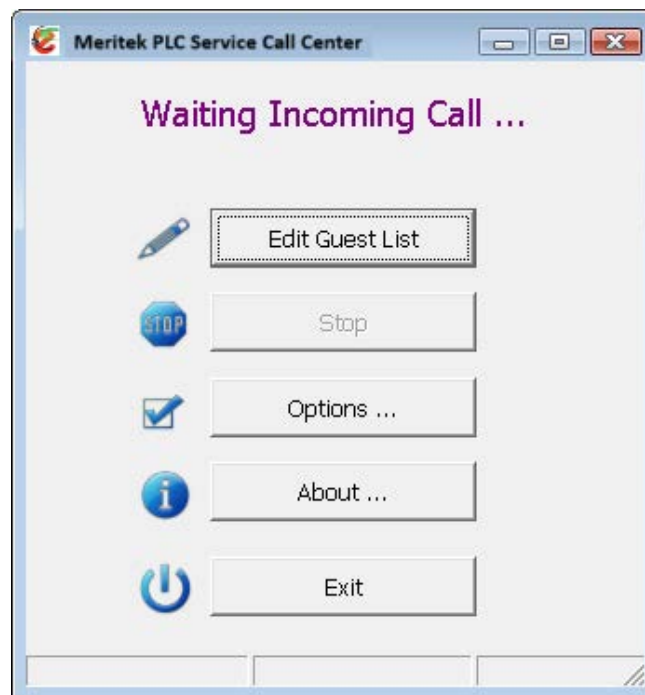 Meritek PLC Service Call Center
Waiting Incoming Call ...
Edit Guest List
STOP
Stop
Options ...
i
About ...
Exit